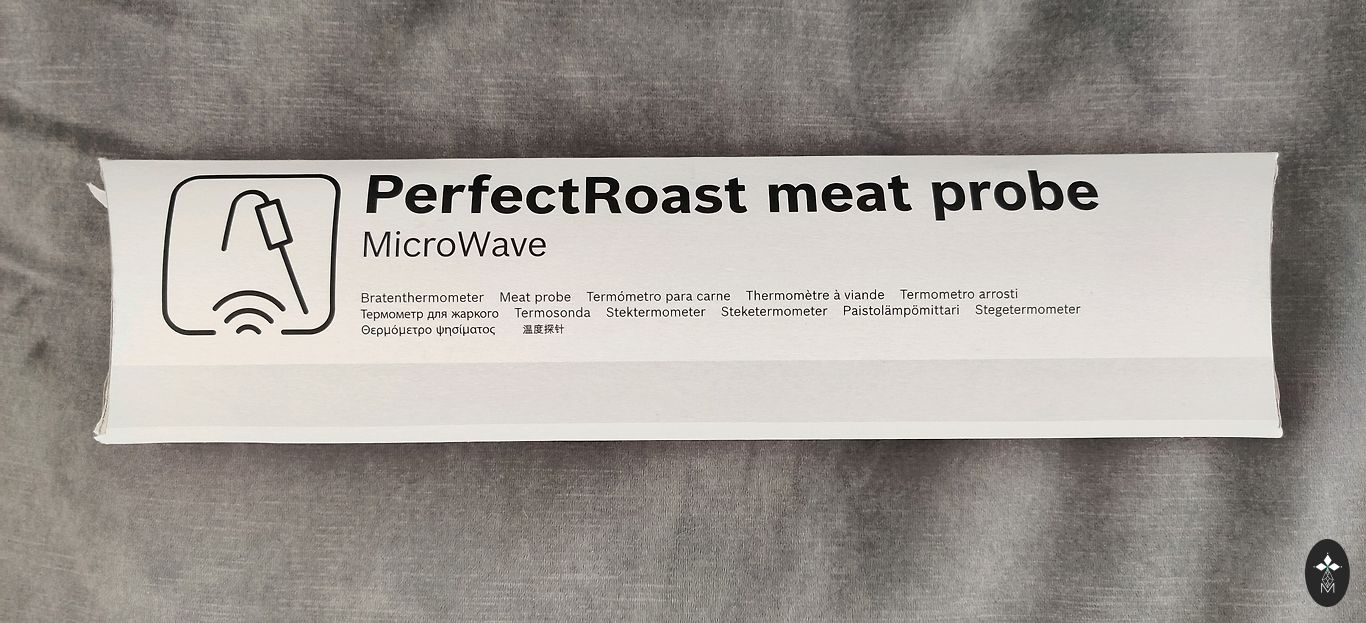 PerfectRoast meat probe
MicroWave
Bratenthermometer Meat probe Termómetro para carne Thermomètre à viande Termometro arrosti
Термометр для жаркого Termosonda Stektermometer Steketermometer Paistolämpömittari Stegetermometer
Θερμόμετρο ψησίματος 温度探针
M